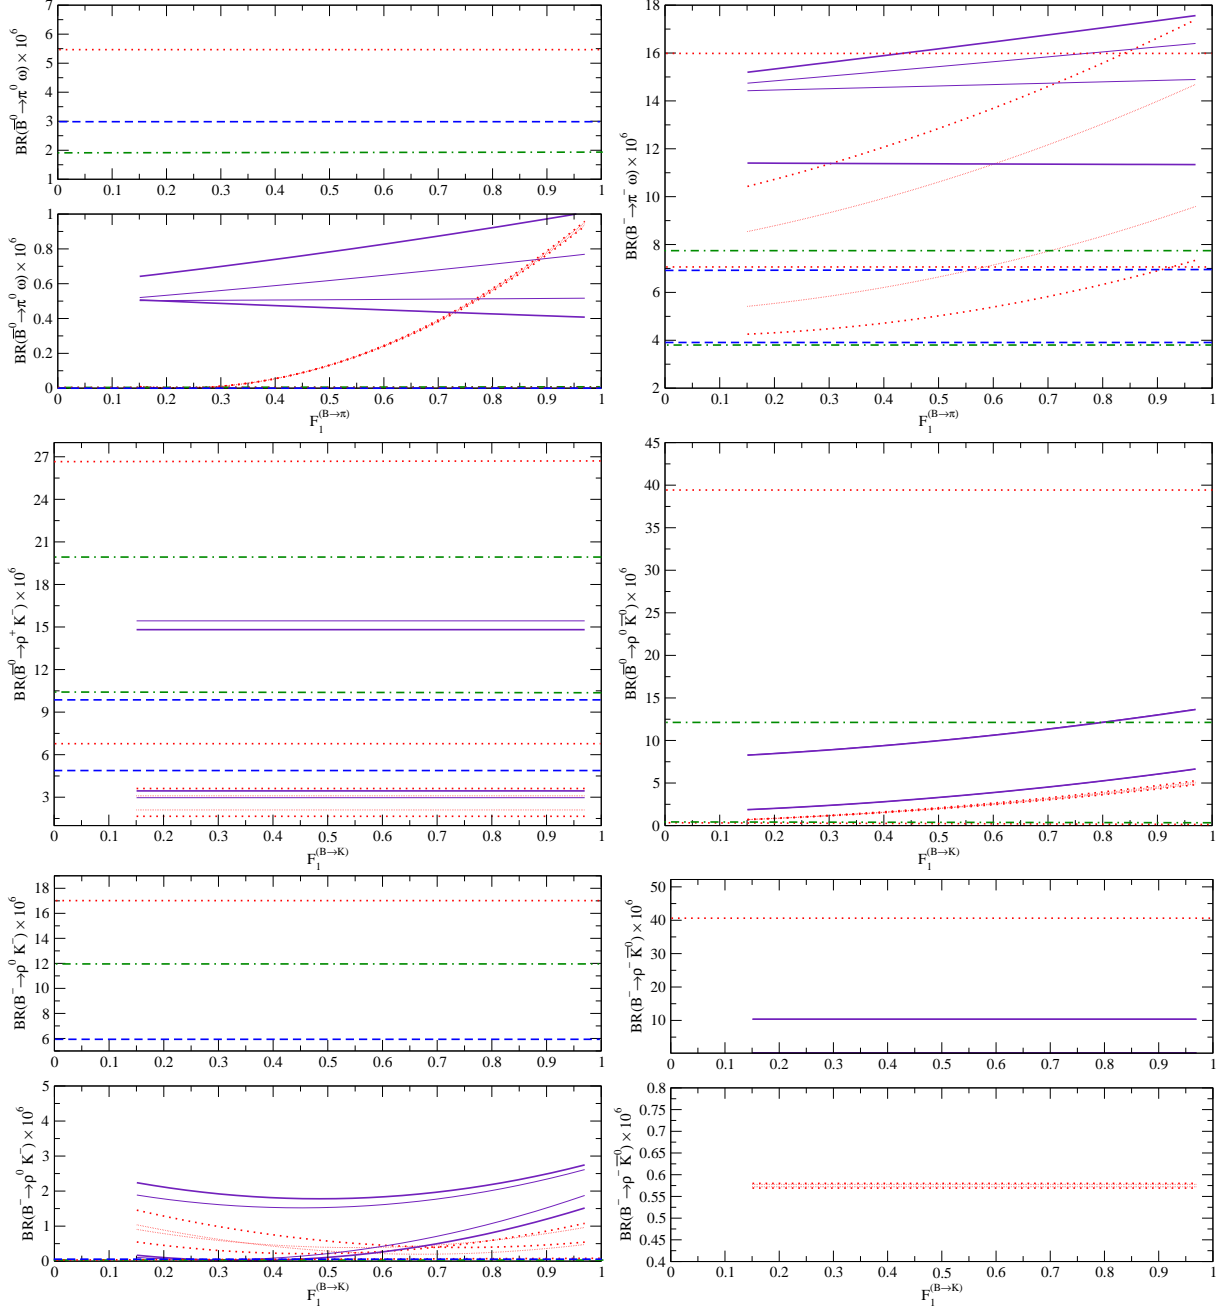 BR(B̅⁰→π⁰ ω) × 10⁶
7
6
5
4
3
2
1
0 0.1 0.2 0.3 0.4 0.5 0.6 0.7 0.8 0.9 1
BR(B̅⁰→π⁰ ω) × 10⁶
1
0.8
0.6
0.4
0.2
0
0 0.1 0.2 0.3 0.4 0.5 0.6 0.7 0.8 0.9 1
F₁^(B→π)
BR(B⁻→π⁻ ω) × 10⁶
18
16
14
12
10
8
6
4
2
0 0.1 0.2 0.3 0.4 0.5 0.6 0.7 0.8 0.9 1
F₁^(B→π)
BR(B̅⁰→ρ⁺ K⁻) × 10⁶
27
24
21
18
15
12
9
6
3
0 0.1 0.2 0.3 0.4 0.5 0.6 0.7 0.8 0.9 1
F₁^(B→K)
BR(B̅⁰→ρ⁰ K̅⁰) × 10⁶
45
40
35
30
25
20
15
10
5
0
0 0.1 0.2 0.3 0.4 0.5 0.6 0.7 0.8 0.9 1
F₁^(B→K)
BR(B⁻→ρ⁰ K⁻) × 10⁶
18
16
14
12
10
8
6
0 0.1 0.2 0.3 0.4 0.5 0.6 0.7 0.8 0.9 1
BR(B⁻→ρ⁰ K⁻) × 10⁶
5
4
3
2
1
0
0 0.1 0.2 0.3 0.4 0.5 0.6 0.7 0.8 0.9 1
F₁^(B→K)
BR(B⁻→ρ⁻ K̅⁰) × 10⁶
50
40
30
20
10
0 0.1 0.2 0.3 0.4 0.5 0.6 0.7 0.8 0.9 1
BR(B⁻→ρ⁻ K̅⁰) × 10⁶
0.8
0.75
0.7
0.65
0.6
0.55
0.5
0.45
0.4
0 0.1 0.2 0.3 0.4 0.5 0.6 0.7 0.8 0.9 1
F₁^(B→K)